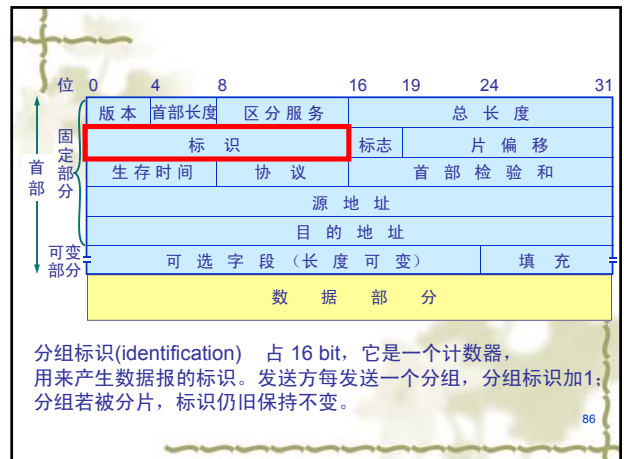 位 0 4 8 16 19 24 31
版本 首部长度 区分服务 总长度
标识 标志 片偏移
生存时间 协议 首部检验和
源地址
目的地址
可选字段（长度可变） 填充
数据部分
首部
固定部分
可变部分
分组标识(identification) 占 16 bit，它是一个计数器，
用来产生数据报的标识。发送方每发送一个分组，分组标识加1；
分组若被分片，标识仍旧保持不变。
86